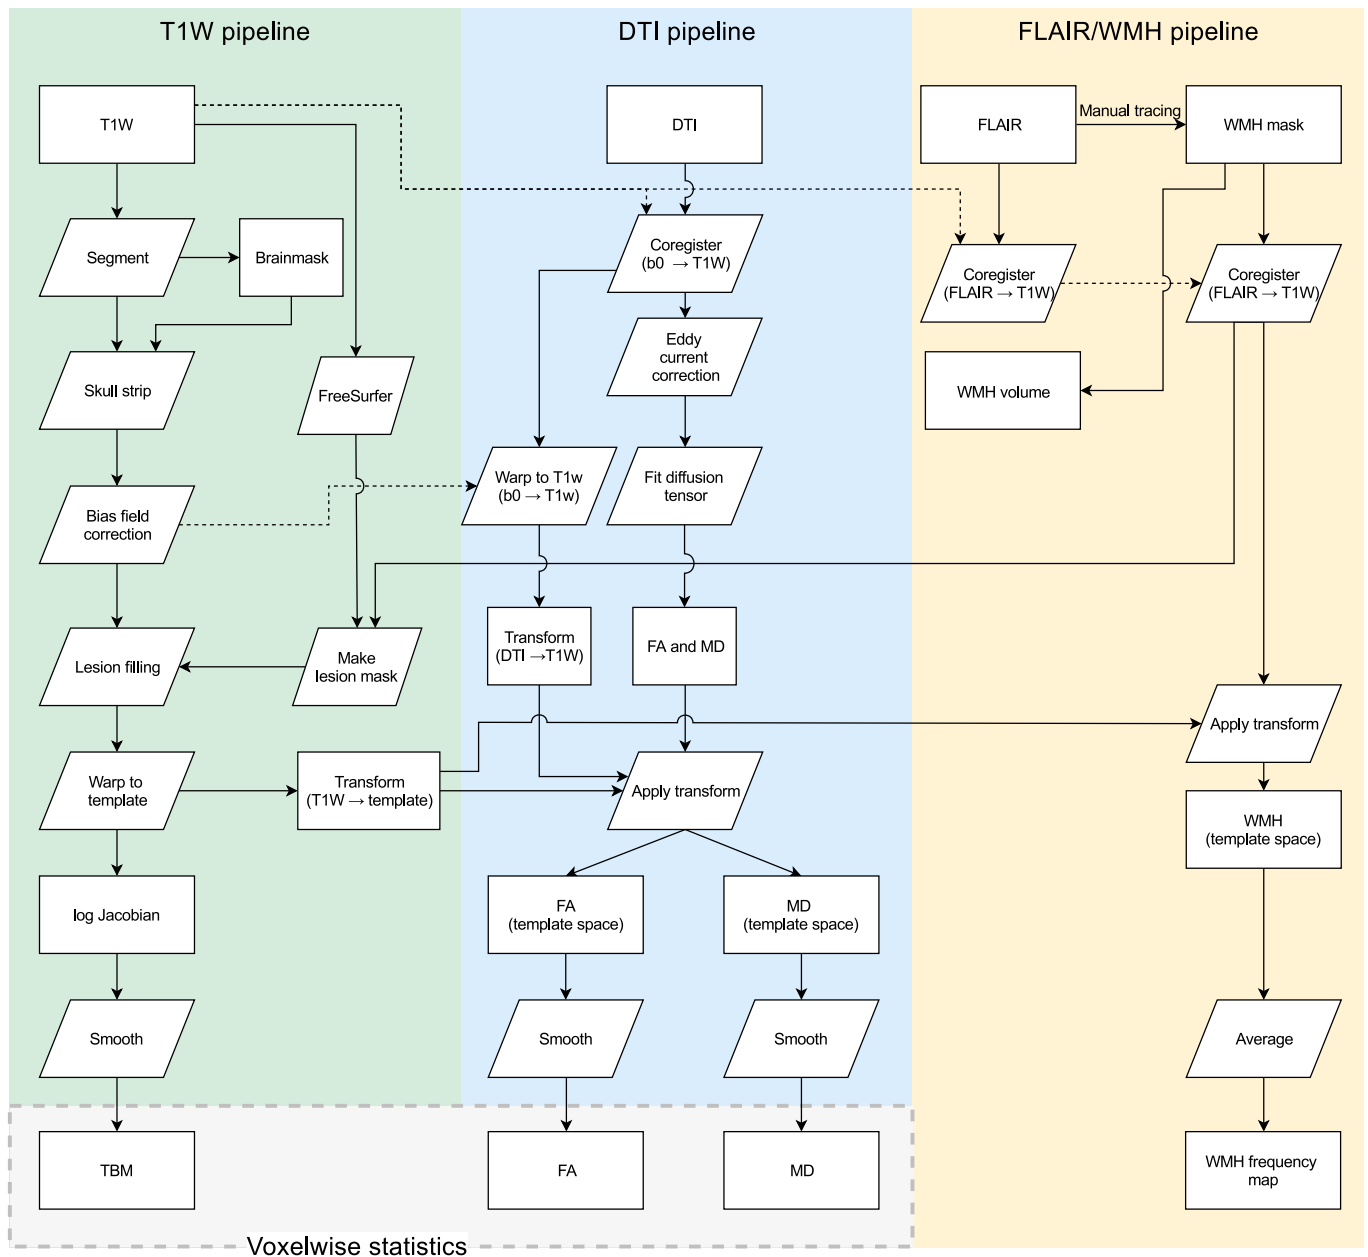 T1W pipeline
DTI pipeline
FLAIR/WMH pipeline
T1W
DTI
FLAIR
Manual tracing
WMH mask
Segment
Brainmask
Coregister
(b0 → T1W)
Coregister
(FLAIR → T1W)
Coregister
(FLAIR → T1W)
Skull strip
FreeSurfer
Eddy
current
correction
WMH volume
Bias field
correction
Warp to T1w
(b0 → T1w)
Fit diffusion
tensor
Lesion filling
Make
lesion mask
Transform
(DTI →T1W)
FA and MD
Apply transform
Warp to
template
Transform
(T1W → template)
Apply transform
WMH
(template space)
log Jacobian
FA
(template space)
MD
(template space)
Smooth
Smooth
Smooth
Average
TBM
FA
MD
WMH frequency
map
Voxelwise statistics